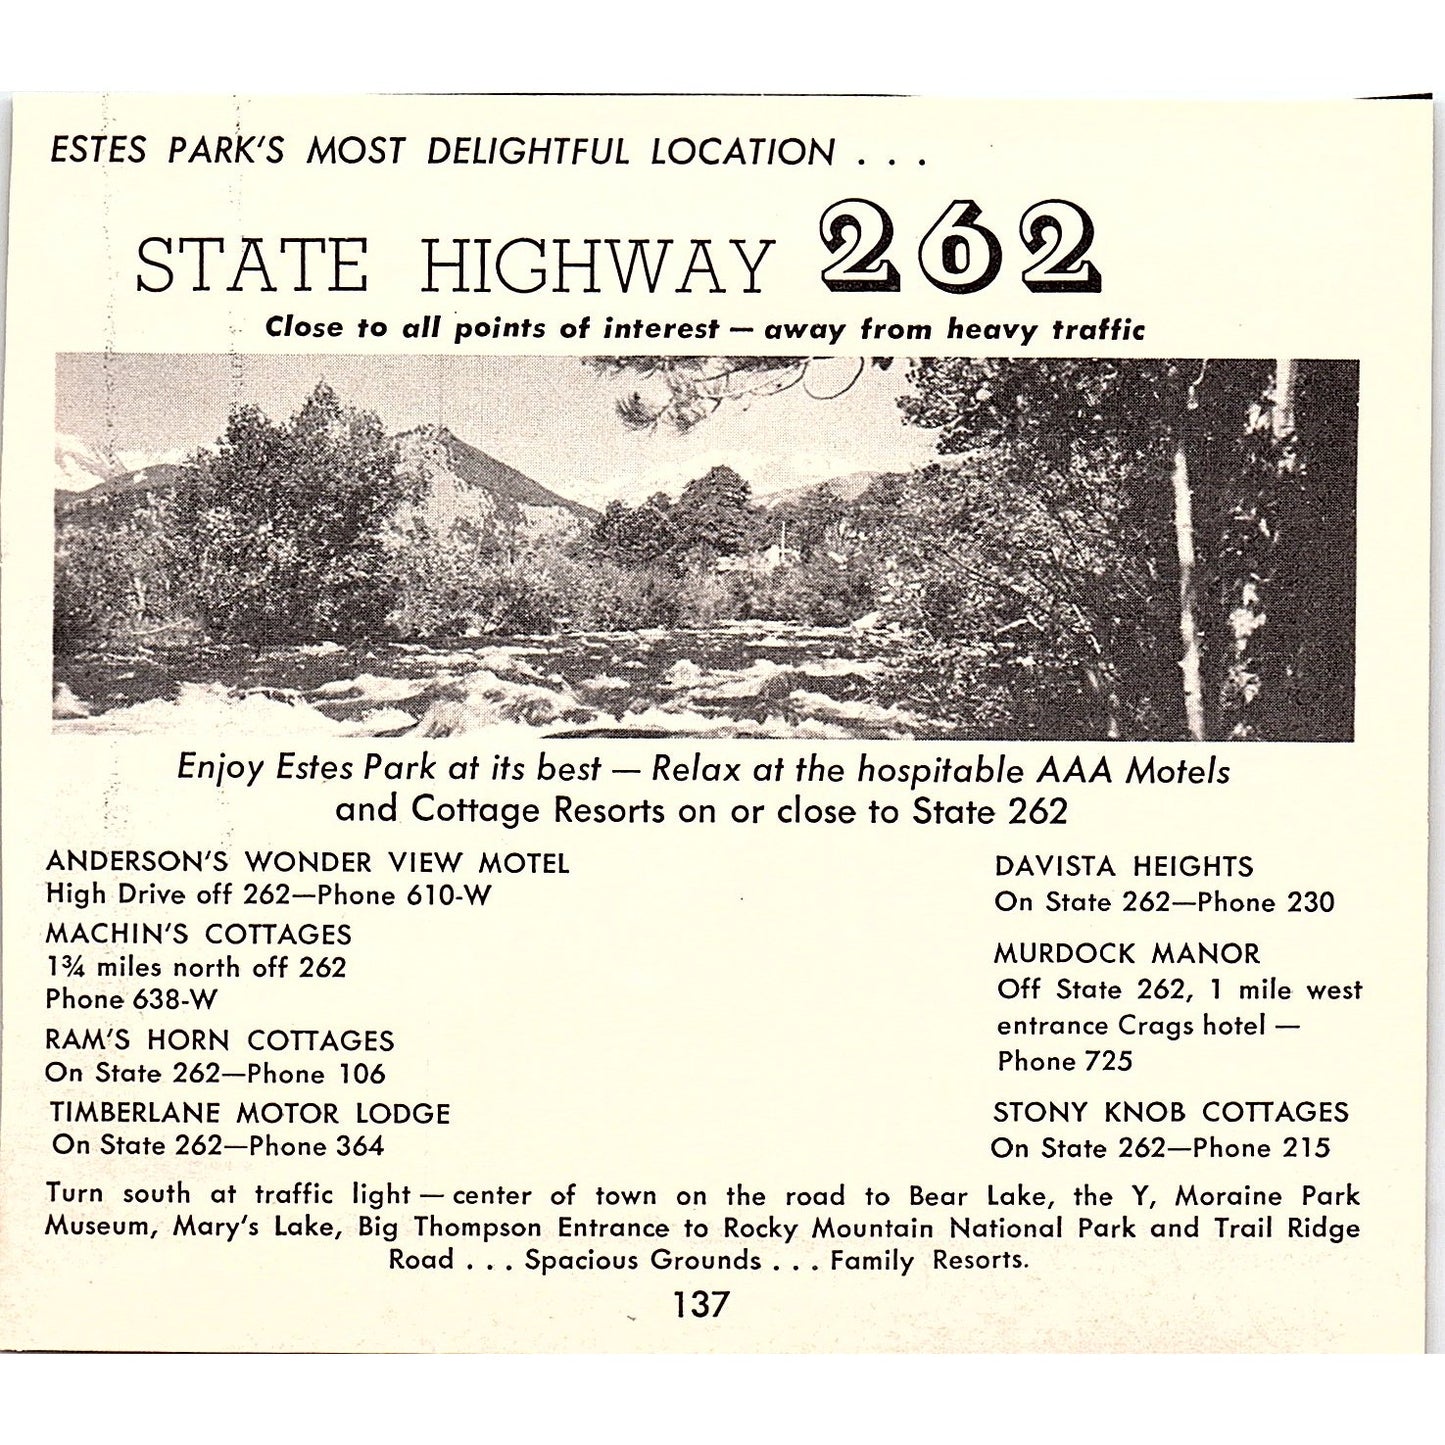 ESTES PARK'S MOST DELIGHTFUL LOCATION . . .
STATE HIGHWAY 262
Close to all points of interest — away from heavy traffic
Enjoy Estes Park at its best — Relax at the hospitable AAA Motels
and Cottage Resorts on or close to State 262
ANDERSON'S WONDER VIEW MOTEL
High Drive off 262—Phone 610-W
MACHIN'S COTTAGES
1¾ miles north off 262
Phone 638-W
RAM'S HORN COTTAGES
On State 262—Phone 106
TIMBERLANE MOTOR LODGE
On State 262—Phone 364
DAVISTA HEIGHTS
On State 262—Phone 230
MURDOCK MANOR
Off State 262, 1 mile west
entrance Crags hotel —
Phone 725
STONY KNOB COTTAGES
On State 262—Phone 215
Turn south at traffic light — center of town on the road to Bear Lake, the Y, Moraine Park
Museum, Mary's Lake, Big Thompson Entrance to Rocky Mountain National Park and Trail Ridge
Road . . . Spacious Grounds . . . Family Resorts.
137